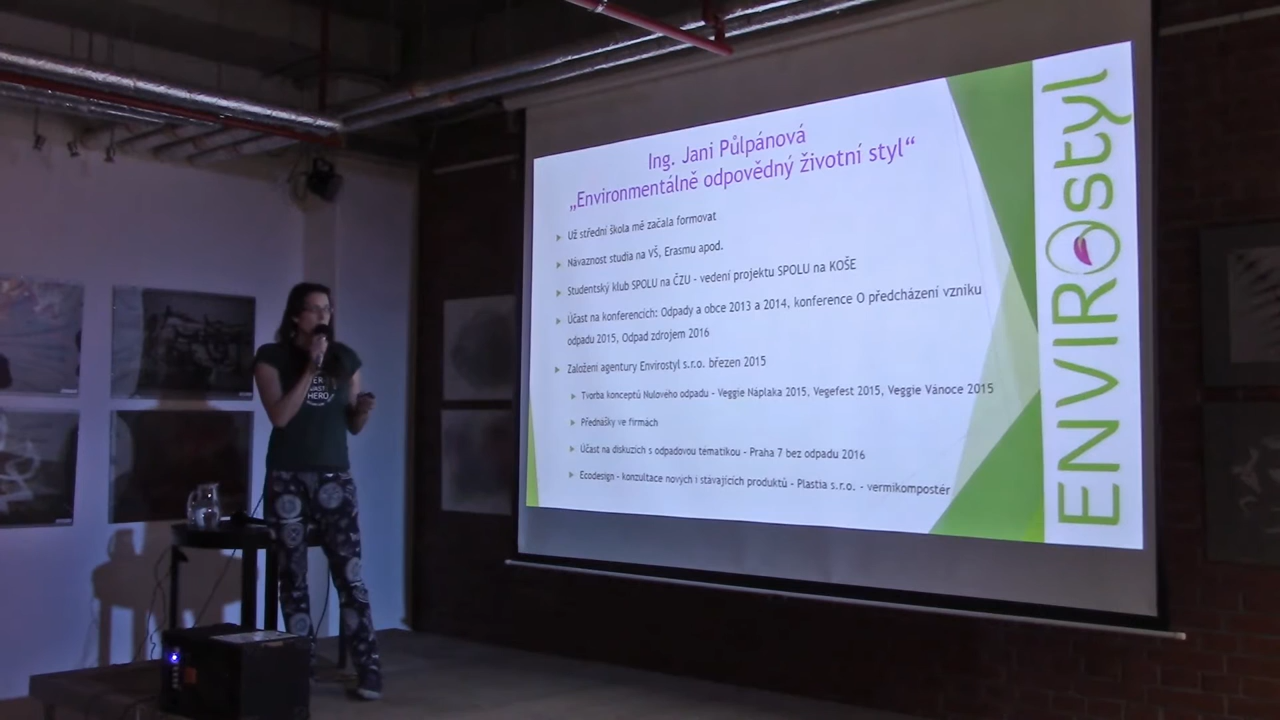 Ing. Jani Půlpánová
„Environmentálně odpovědný životní styl“
Už střední škola mě začala formovat
Návaznost studia na VŠ, Erasmu apod.
Studentský klub SPOLU na ČZU - vedení projektu SPOLU na KOŠE
Účast na konferencích: Odpady a obce 2013 a 2014, konference O předcházení vzniku
odpadu 2015, Odpad zdrojem 2016
Založení agentury Envirostyl s.r.o. březen 2015
Tvorba konceptů Nulového odpadu - Veggie Náplaka 2015, Vegefest 2015, Veggie Vánoce 2015
Přednášky ve firmách
Účast na diskuzích s odpadovou tématikou - Praha 7 bez odpadu 2016
Ecodesign - konzultace nových i stávajících produktů - Plastia s.r.o. - vermikompostér
ENVIROstyl
HERO